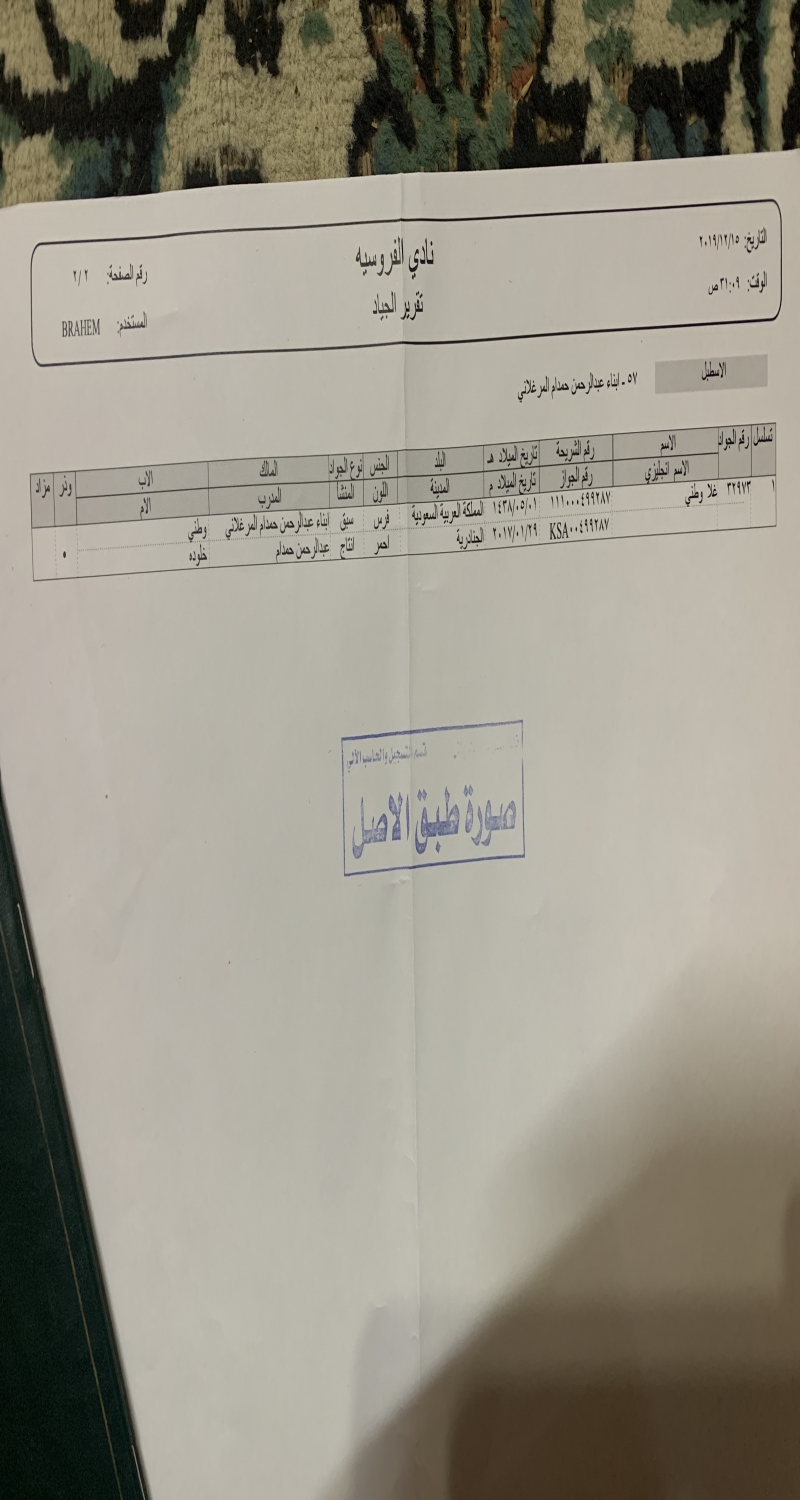 التاريخ: ٢٠١٩/١٢/١٥
نادي الفروسيه
رقم الصفحة: ٢/٢
الوقت: ٣١:٠٩ ص
تقرير الجياد
المستخدم: BRAHEM
الاسطبل
٥٧ - ابناء عبدالرحمن حمدام المرغلاني
تسلسل رقم الجواد الاسم رقم الشريحة تاريخ الميلاد هـ البلد الجنس نوع الجواد المالك الاب وذر مزاد
الاسم انجليزي رقم الجواز تاريخ الميلاد م المدينة اللون المنشأ المدرب الام
١ ٣٢٩٧٣ غلا وطني ١١١٠٠٠٤٩٩٢٨٧ ١٤٣٨/٠٥/٠١ المملكة العربية السعودية فرس سبق ابناء عبدالرحمن حمدام المرغلاني وطني
KSA٠٠٤٩٩٢٨٧ ٢٠١٧/٠١/٢٩ الجنادرية احمر انتاج عبدالرحمن حمدام خلوده ٠
قسم التسجيل والحاسب الآلي
صورة طبق الاصل